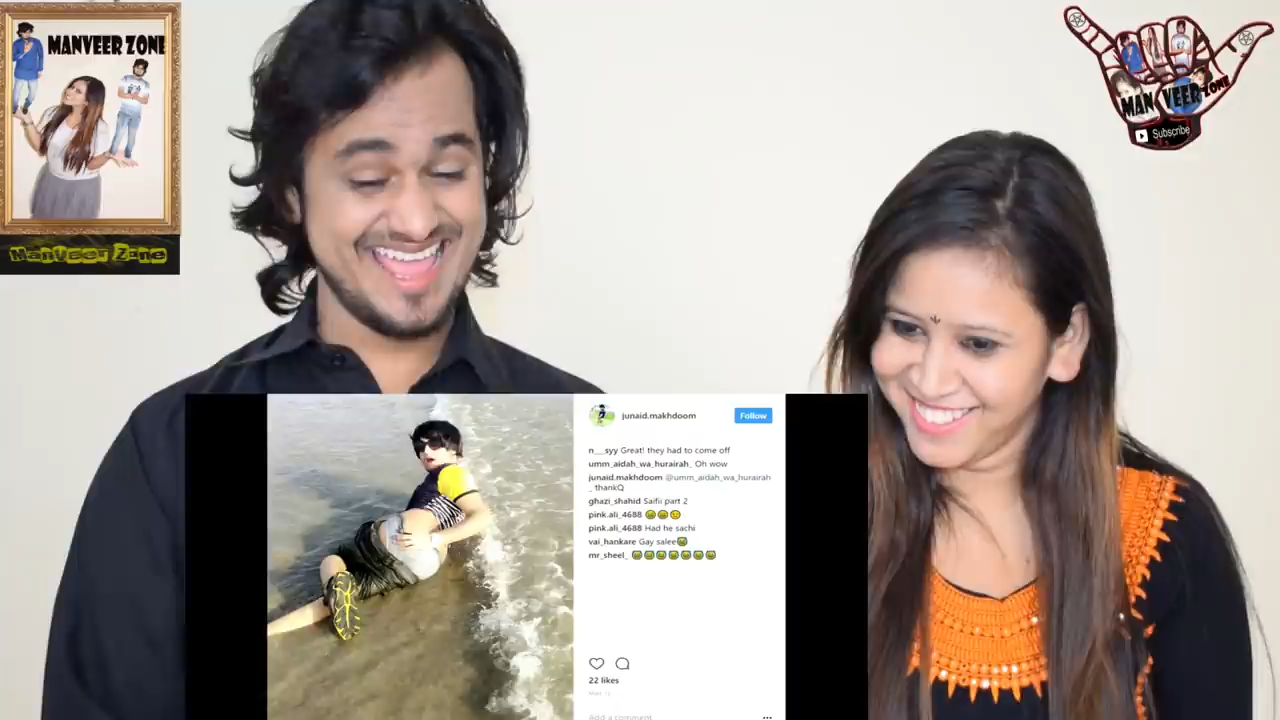 MANVEER ZONE
ManVeer Zone
MAN VEER ZONE
Subscribe
junaid.makhdoom
Follow
n___syy Great! they had to come off
umm_aidah_wa_hurairah_ Oh wow
junaid.makhdoom @umm_aidah_wa_hurairah
_ thankQ
ghazi_shahid Saifii part 2
pink.ali_4688
pink.ali_4688 Had he sachi
vai_hankare Gay salee
mr_sheel_
22 likes
Add a comment